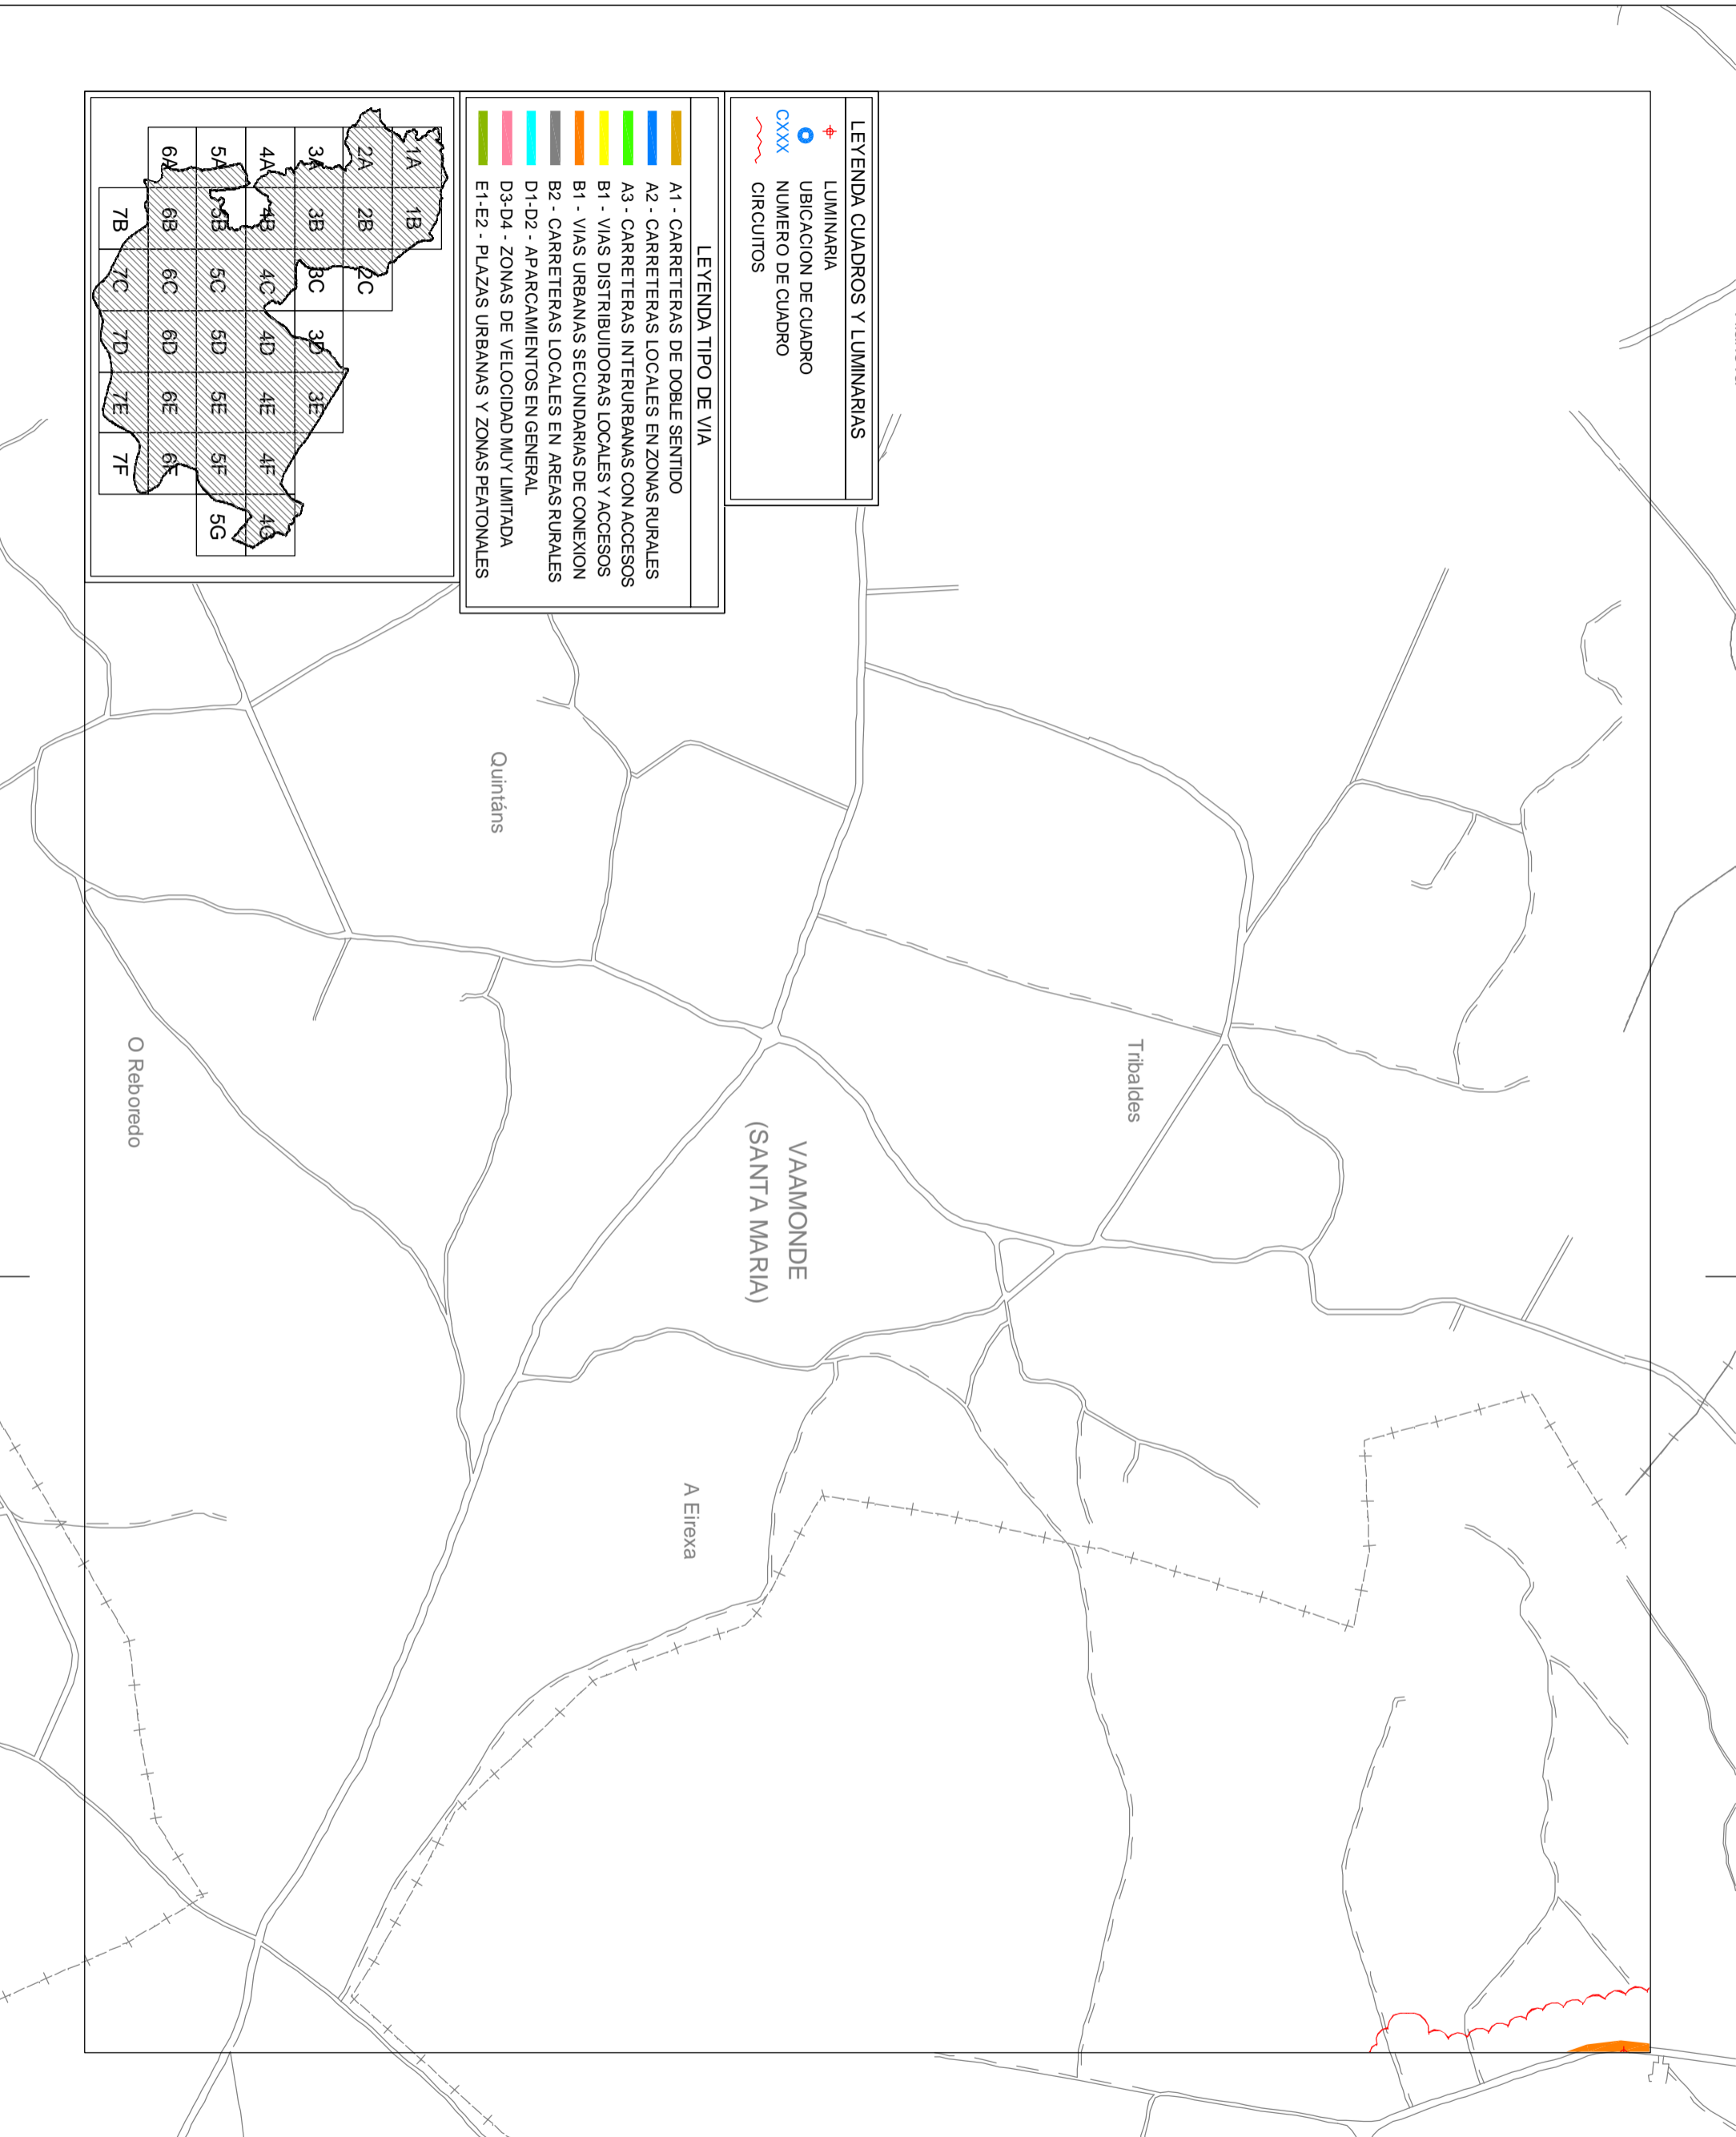 LEYENDA CUADROS Y LUMINARIAS
LUMINARIA
UBICACION DE CUADRO
CXXX NUMERO DE CUADRO
CIRCUITOS
LEYENDA TIPO DE VIA
A1 - CARRETERAS DE DOBLE SENTIDO
A2 - CARRETERAS LOCALES EN ZONAS RURALES
A3 - CARRETERAS INTERURBANAS CON ACCESOS
B1 - VIAS DISTRIBUIDORAS LOCALES Y ACCESOS
B1 - VIAS URBANAS SECUNDARIAS DE CONEXION
B2 - CARRETERAS LOCALES EN AREAS RURALES
D1-D2 - APARCAMIENTOS EN GENERAL
D3-D4 - ZONAS DE VELOCIDAD MUY LIMITADA
E1-E2 - PLAZAS URBANAS Y ZONAS PEATONALES
1A 1B
2A 2B 2C
3A 3B 3C 3D 3E
4A 4B 4C 4D 4E 4F 4G
5A 5B 5C 5D 5E 5F 5G
6A 6B 6C 6D 6E 6F
7B 7C 7D 7E 7F
Tribaldes
VAAMONDE
(SANTA MARIA)
A Eirexa
Quintáns
O Reboredo